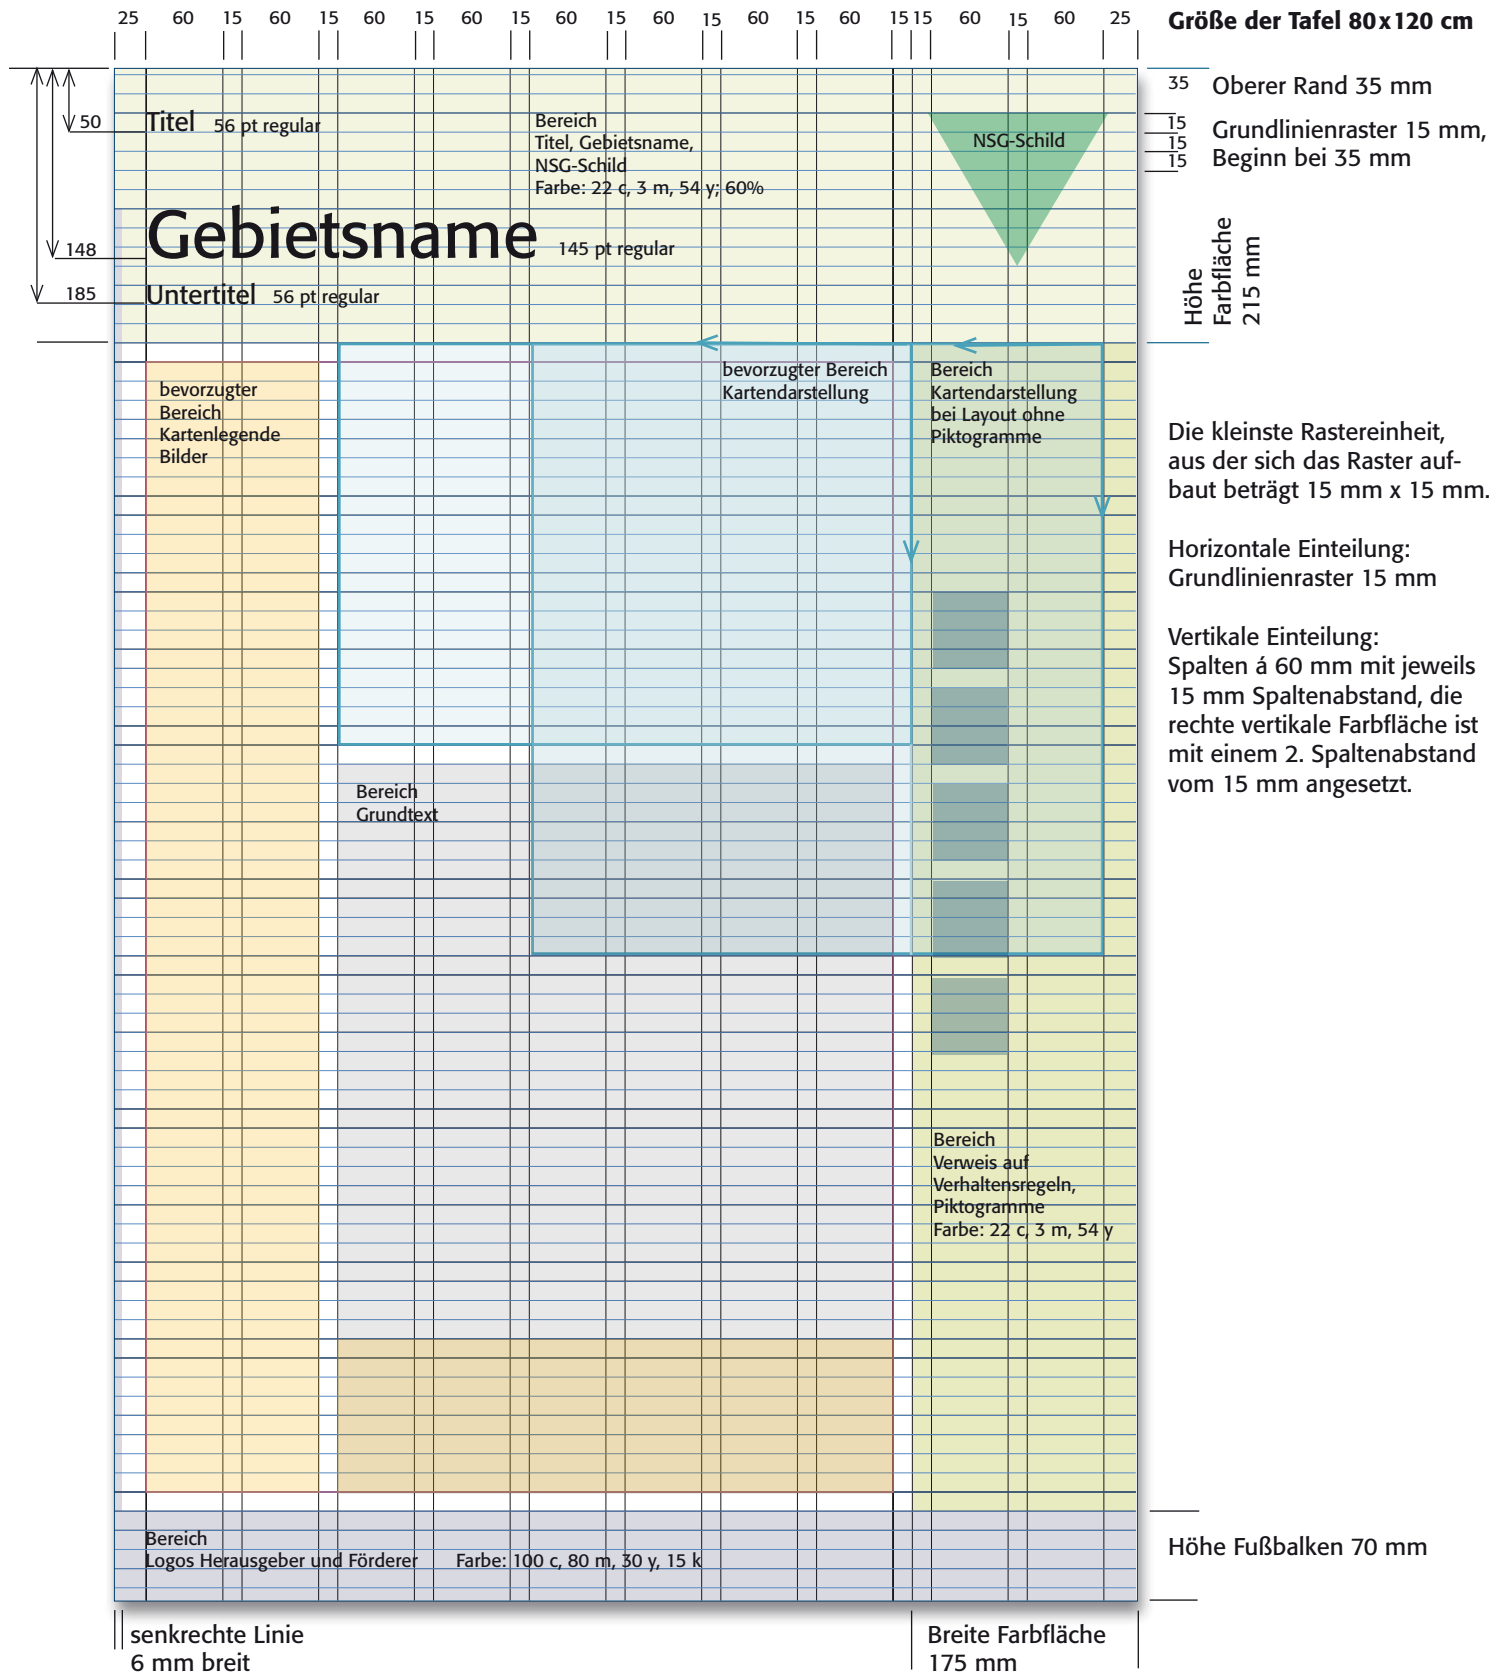 25 60 15 60 15 60 15 60 15 60 15 60 15 60 15 60 15 15 60 15 60 25
Größe der Tafel 80 x 120 cm
35 Oberer Rand 35 mm
50
Titel 56 pt regular
Bereich
Titel, Gebietsname,
NSG-Schild
Farbe: 22 c, 3 m, 54 y; 60%
NSG-Schild
15
15
15
Grundlinienraster 15 mm,
Beginn bei 35 mm
148
Gebietsname 145 pt regular
185
Untertitel 56 pt regular
Höhe
Farbfläche
215 mm
bevorzugter
Bereich
Kartenlegende
Bilder
bevorzugter Bereich
Kartendarstellung
Bereich
Kartendarstellung
bei Layout ohne
Piktogramme
Die kleinste Rastereinheit,
aus der sich das Raster auf-
baut beträgt 15 mm x 15 mm.
Horizontale Einteilung:
Grundlinienraster 15 mm
Vertikale Einteilung:
Spalten á 60 mm mit jeweils
15 mm Spaltenabstand, die
rechte vertikale Farbfläche ist
mit einem 2. Spaltenabstand
vom 15 mm angesetzt.
Bereich
Grundtext
Bereich
Verweis auf
Verhaltensregeln,
Piktogramme
Farbe: 22 c, 3 m, 54 y
Bereich
Logos Herausgeber und Förderer Farbe: 100 c, 80 m, 30 y, 15 k
Höhe Fußbalken 70 mm
senkrechte Linie
6 mm breit
Breite Farbfläche
175 mm